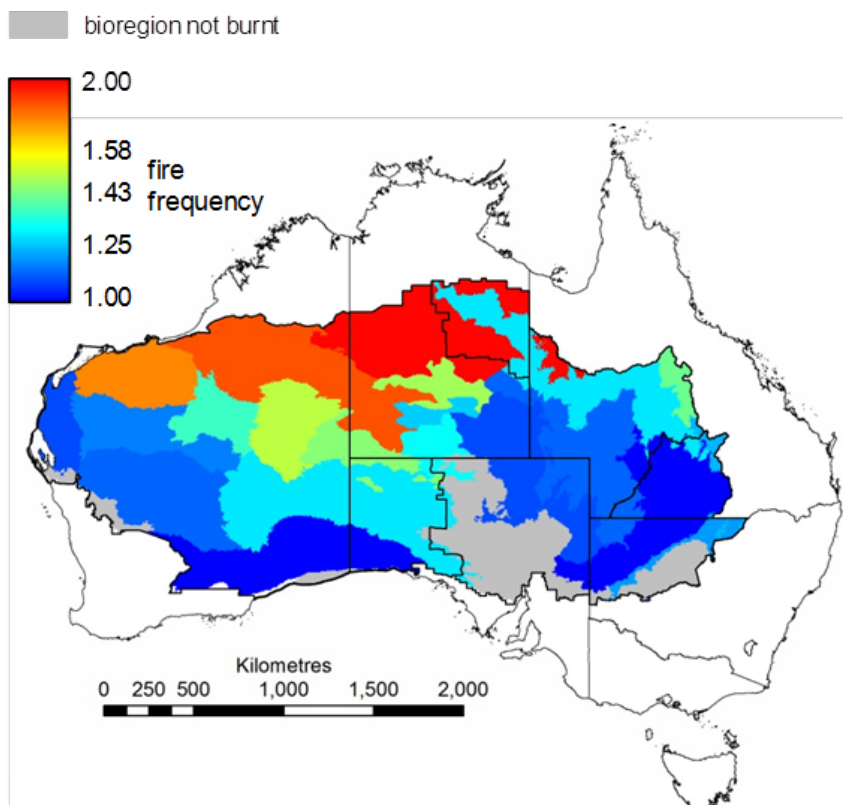 bioregion not burnt
2.00
1.58
fire
1.43
frequency
1.25
1.00
Kilometres
0 250 500 1,000 1,500 2,000